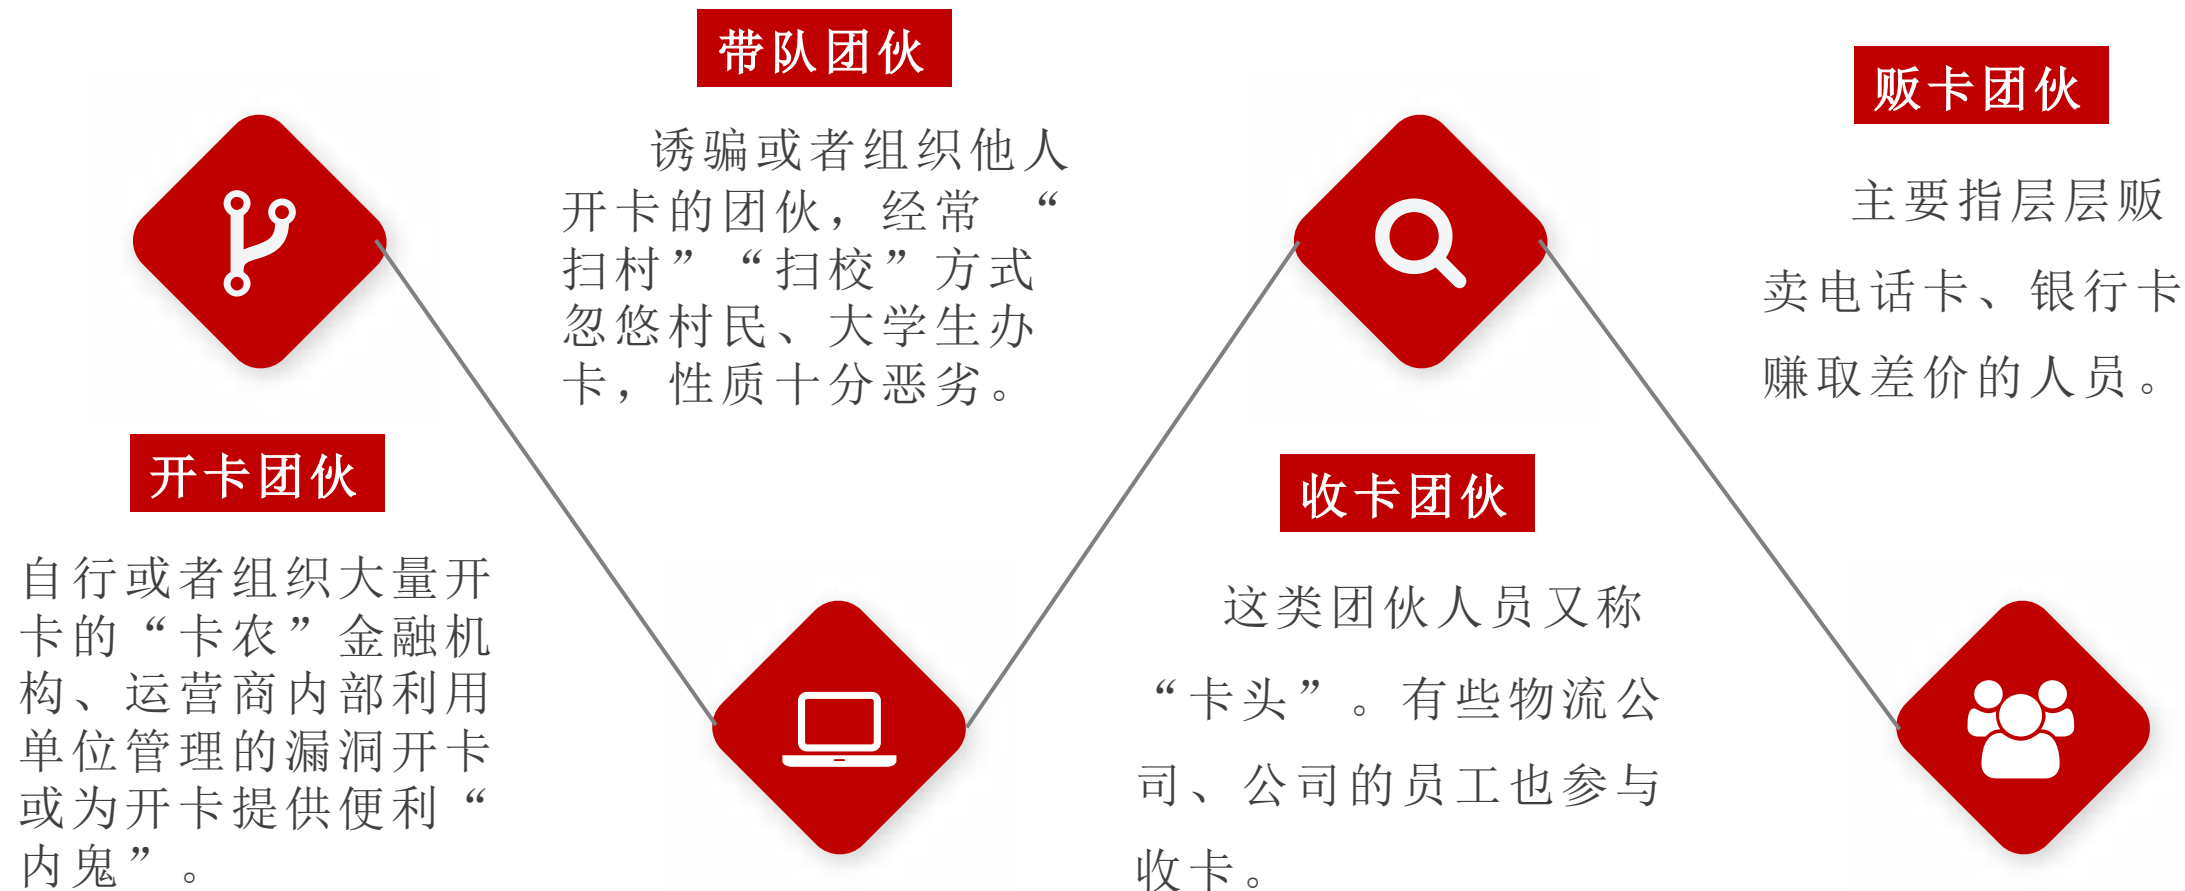 开卡团伙
自行或者组织大量开
卡的“卡农”金融机
构、运营商内部利用
单位管理的漏洞开卡
或为开卡提供便利“
内鬼”。
带队团伙
诱骗或者组织他人
开卡的团伙，经常 “
扫村”“扫校”方式
忽悠村民、大学生办
卡，性质十分恶劣。
收卡团伙
这类团伙人员又称
“卡头”。有些物流公
司、公司的员工也参与
收卡。
贩卡团伙
主要指层层贩
卖电话卡、银行卡
赚取差价的人员。